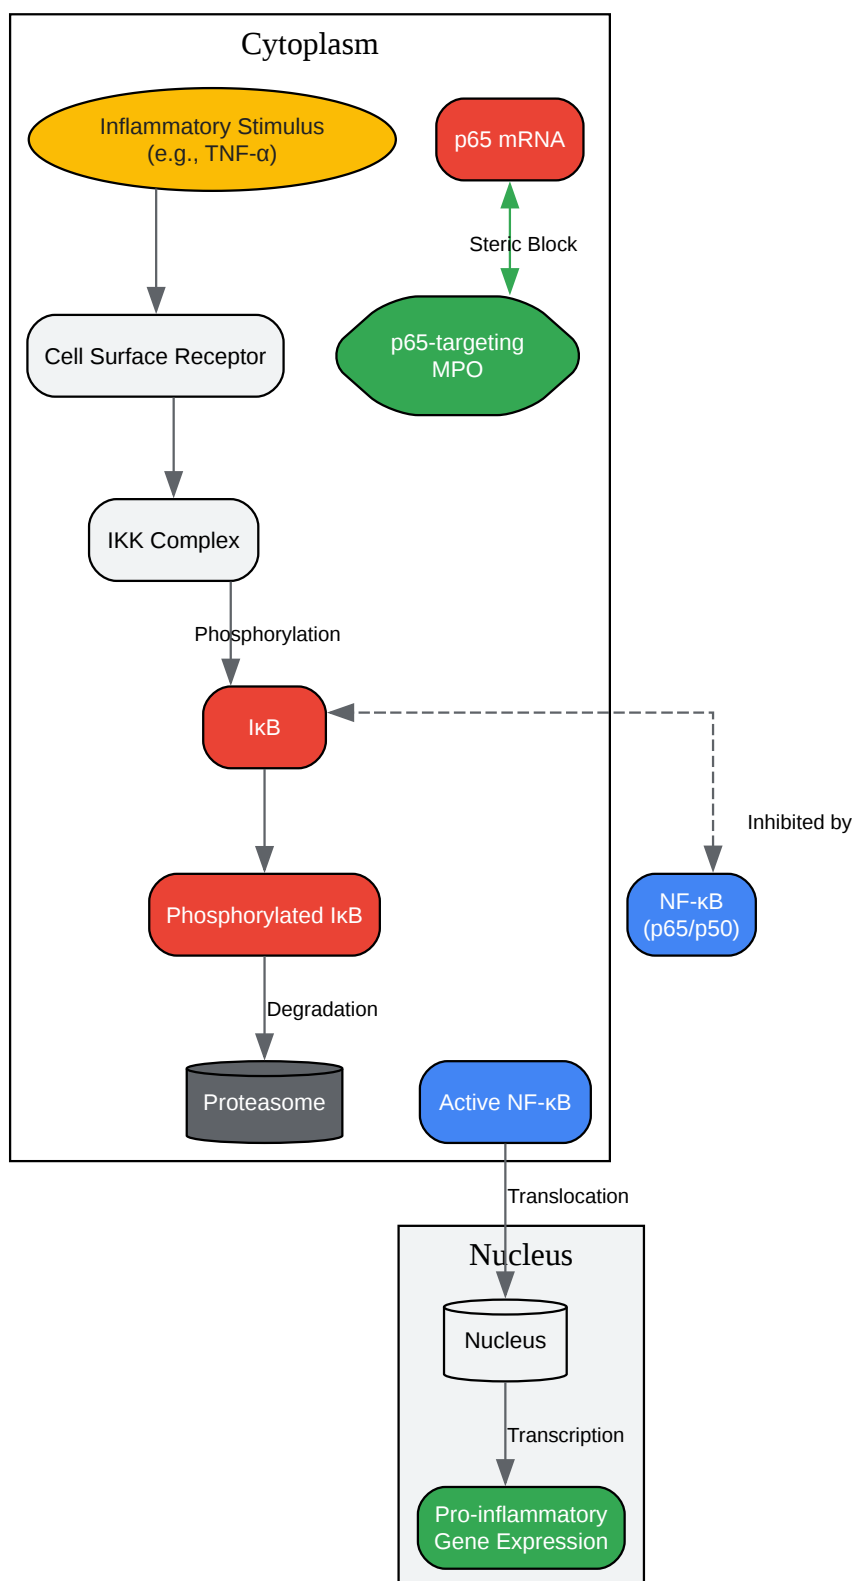 Cytoplasm
Inflammatory Stimulus
(e.g., TNF-α)
p65 mRNA
Steric Block
Cell Surface Receptor
p65-targeting
MPO
IKK Complex
Phosphorylation
IκB
Inhibited by
Phosphorylated IκB
NF-κB
(p65/p50)
Degradation
Proteasome
Active NF-κB
Translocation
Nucleus
Nucleus
Transcription
Pro-inflammatory
Gene Expression